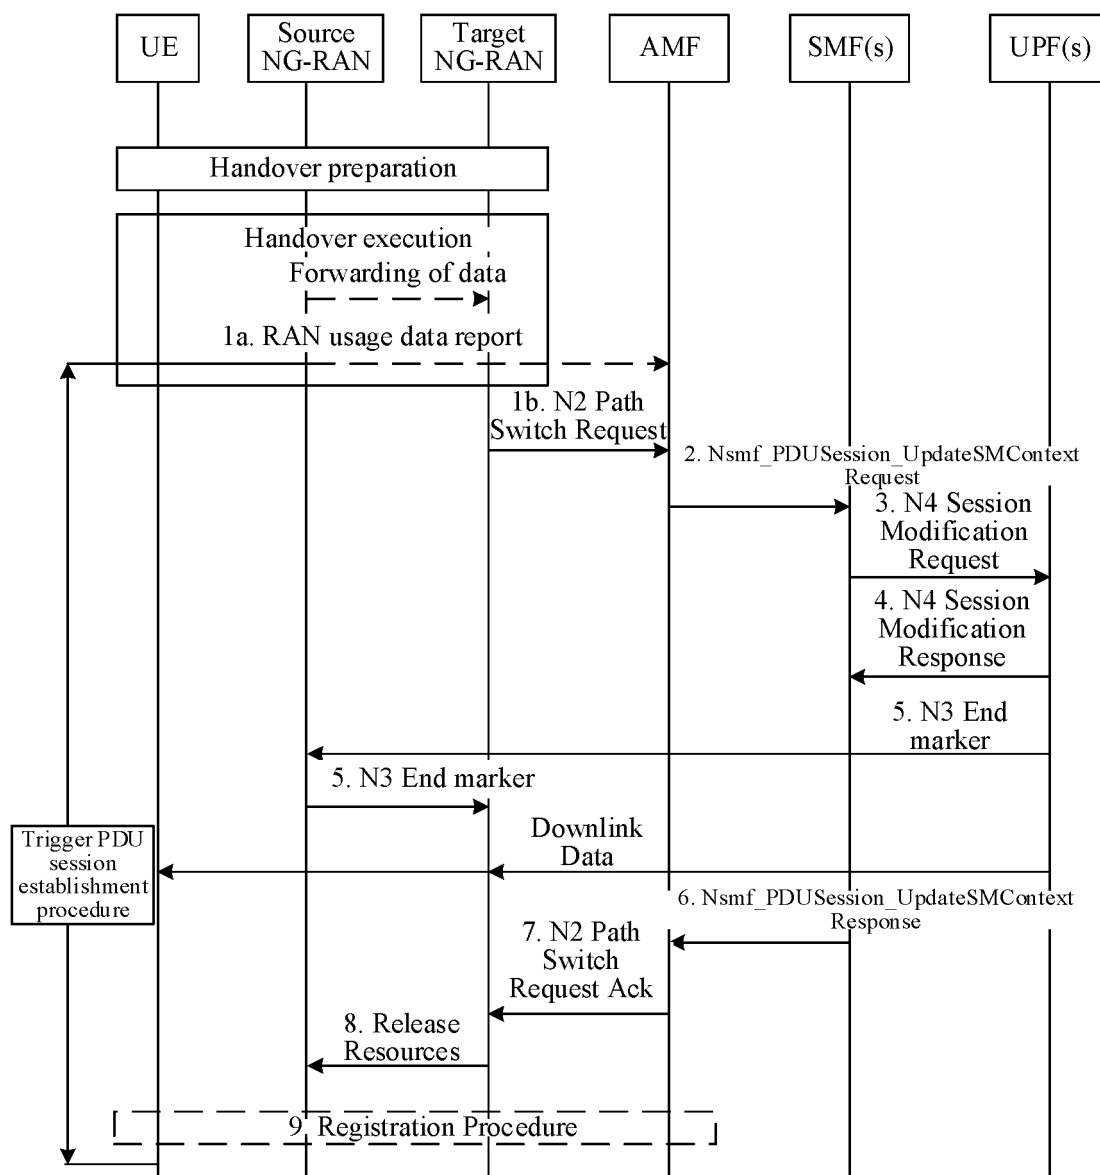 UE
Source
NG-RAN
Target
NG-RAN
AMF
SMF(s)
UPF(s)
Handover preparation
Handover execution
Forwarding of data
1a. RAN usage data report
1b. N2 Path
Switch Request
2. Nsmf_PDUSession_UpdateSMContext
Request
3. N4 Session
Modification
Request
4. N4 Session
Modification
Response
5. N3 End
marker
5. N3 End marker
Trigger PDU
session
establishment
procedure
Downlink
Data
6. Nsmf_PDUSession_UpdateSMContext
Response
7. N2 Path
Switch
Request Ack
8. Release
Resources
9. Registration Procedure